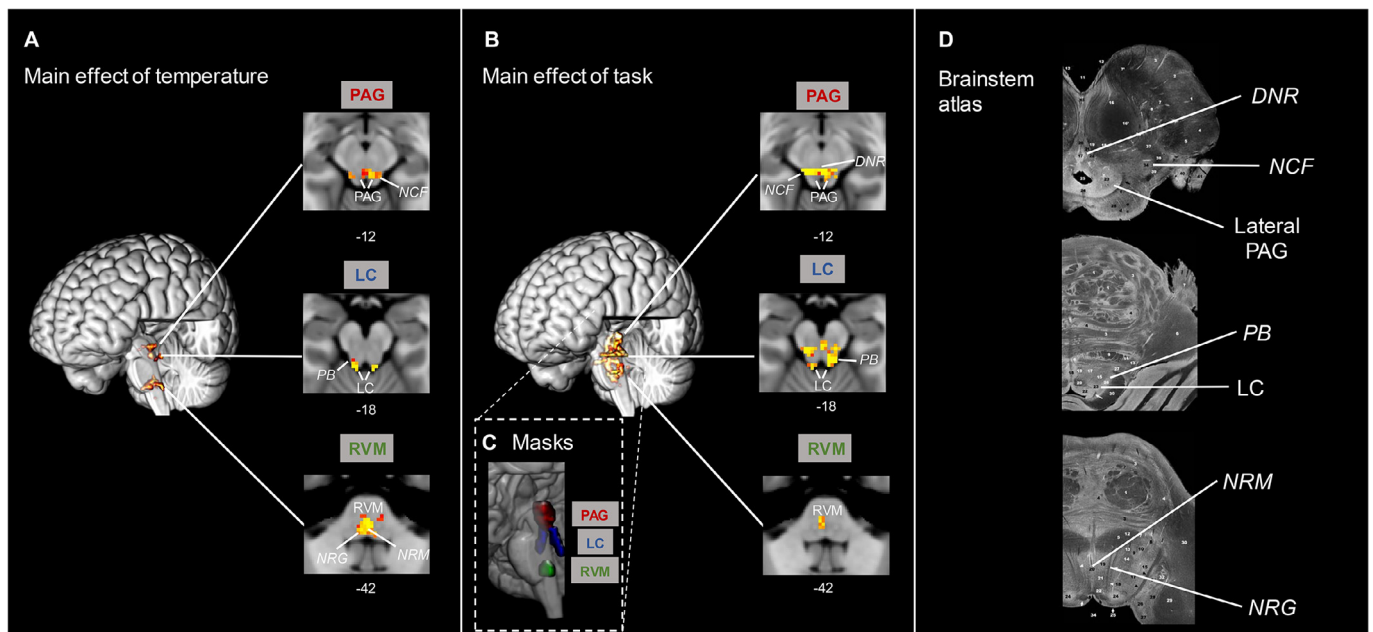 A
Main effect of temperature
PAG
NCF
PAG
-12
LC
PB
LC
-18
RVM
RVM
NRG
NRM
-42
B
Main effect of task
PAG
DNR
NCF
PAG
-12
LC
PB
LC
-18
RVM
RVM
-42
C Masks
PAG
LC
RVM
D
Brainstem
atlas
DNR
NCF
Lateral
PAG
PB
LC
NRM
NRG